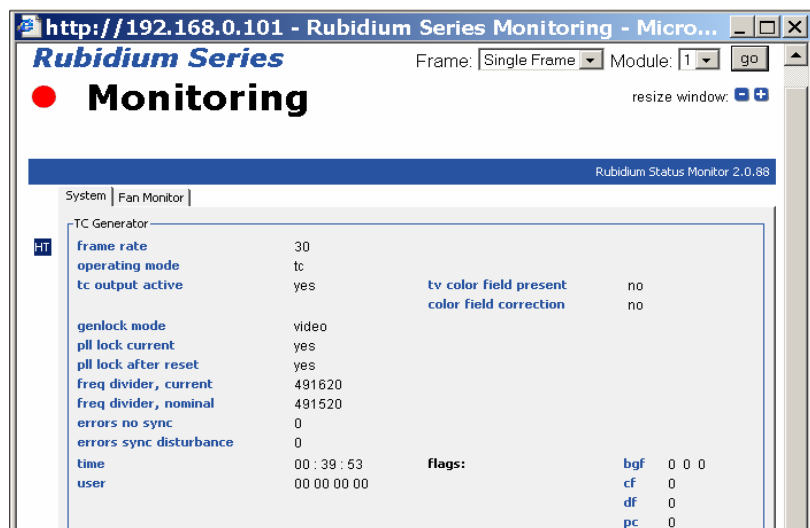 http://192.168.0.101 - Rubidium Series Monitoring - Micro...
Rubidium Series
Frame: Single Frame Module: 1 go
Monitoring
resize window:
Rubidium Status Monitor 2.0.88
System Fan Monitor
TC Generator
HT
frame rate 30
operating mode tc
tc output active yes tv color field present no
color field correction no
genlock mode video
pll lock current yes
pll lock after reset yes
freq divider, current 491620
freq divider, nominal 491520
errors no sync 0
errors sync disturbance 0
time 00 : 39 : 53 flags: bgf 0 0 0
user 00 00 00 00 cf 0
df 0
pc 0